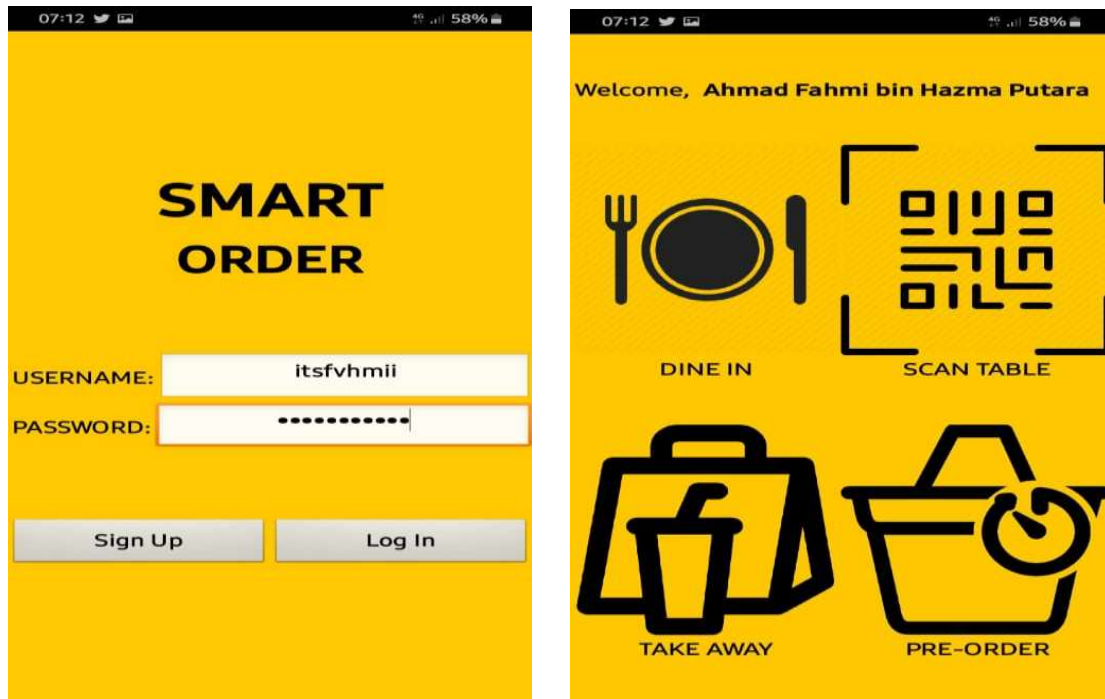 07:12 58%
SMART
ORDER
USERNAME: itsfvhmii
PASSWORD: •••••••••••
Sign Up Log In
07:12 58%
Welcome, Ahmad Fahmi bin Hazma Putara
DINE IN SCAN TABLE
TAKE AWAY PRE-ORDER